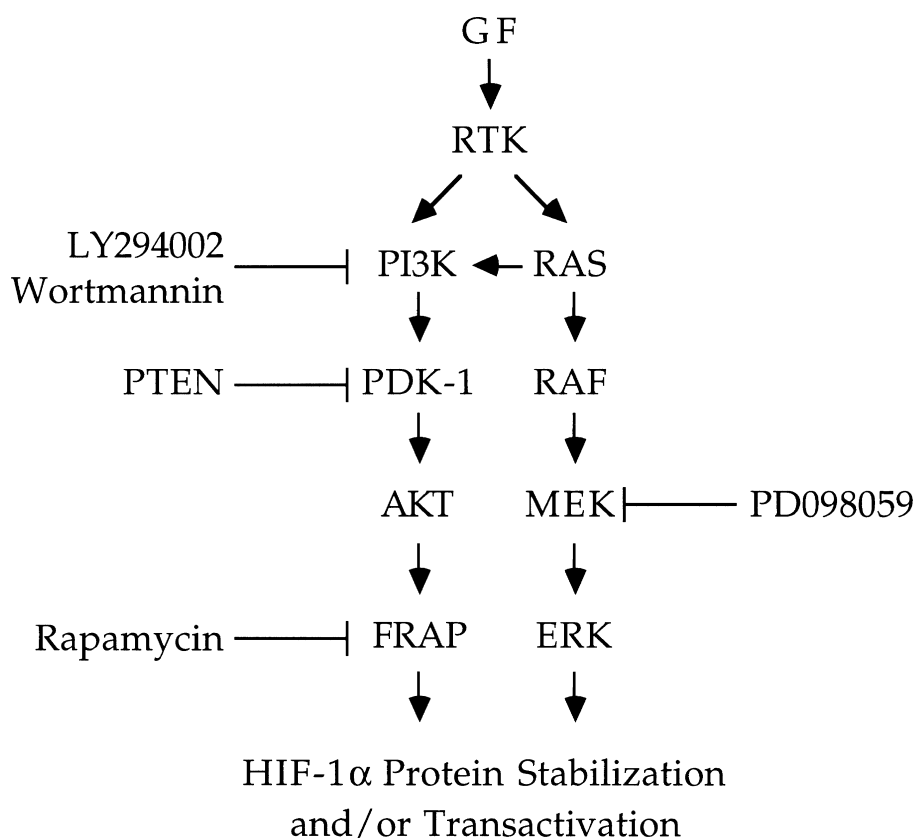 GF
RTK
LY294002
Wortmannin
PI3K
RAS
PTEN
PDK-1
RAF
AKT
MEK
PD098059
Rapamycin
FRAP
ERK
HIF-1α Protein Stabilization
and/or Transactivation